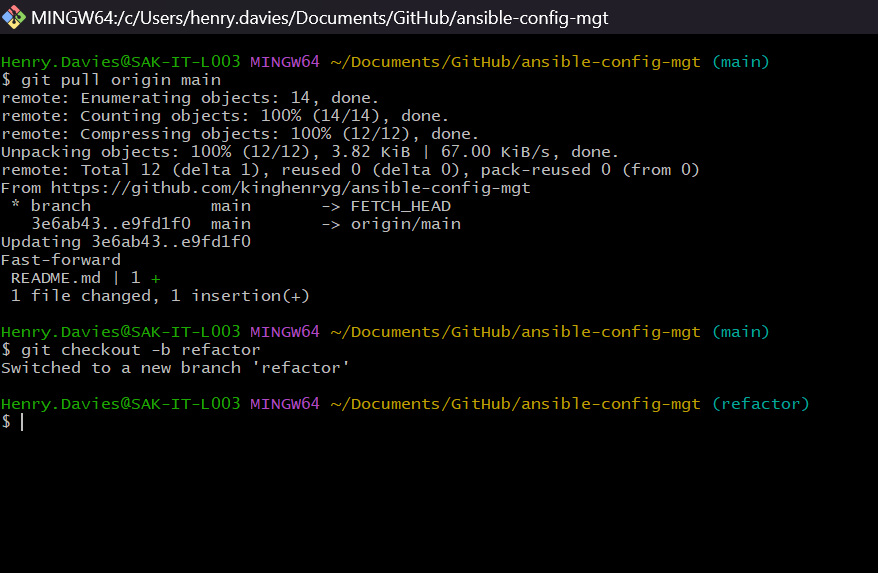 MINGW64:/c/Users/henry.davies/Documents/GitHub/ansible-config-mgt
Henry.Davies@SAK-IT-L003 MINGW64 ~/Documents/GitHub/ansible-config-mgt (main)
$ git pull origin main
remote: Enumerating objects: 14, done.
remote: Counting objects: 100% (14/14), done.
remote: Compressing objects: 100% (12/12), done.
Unpacking objects: 100% (12/12), 3.82 KiB | 67.00 KiB/s, done.
remote: Total 12 (delta 1), reused 0 (delta 0), pack-reused 0 (from 0)
From https://github.com/kinghenryg/ansible-config-mgt
 * branch            main       -> FETCH_HEAD
   3e6ab43..e9fd1f0  main       -> origin/main
Updating 3e6ab43..e9fd1f0
Fast-forward
 README.md | 1 +
 1 file changed, 1 insertion(+)
Henry.Davies@SAK-IT-L003 MINGW64 ~/Documents/GitHub/ansible-config-mgt (main)
$ git checkout -b refactor
Switched to a new branch 'refactor'
Henry.Davies@SAK-IT-L003 MINGW64 ~/Documents/GitHub/ansible-config-mgt (refactor)
$